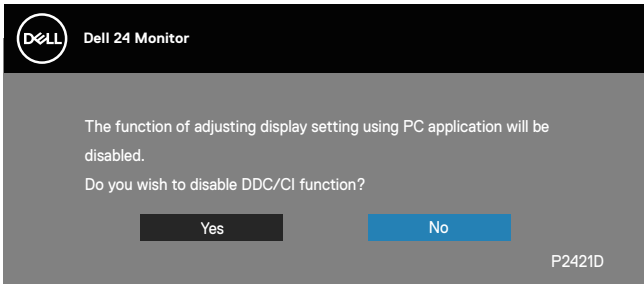 DELL
Dell 24 Monitor
The function of adjusting display setting using PC application will be
disabled.
Do you wish to disable DDC/CI function?
Yes No
P2421D